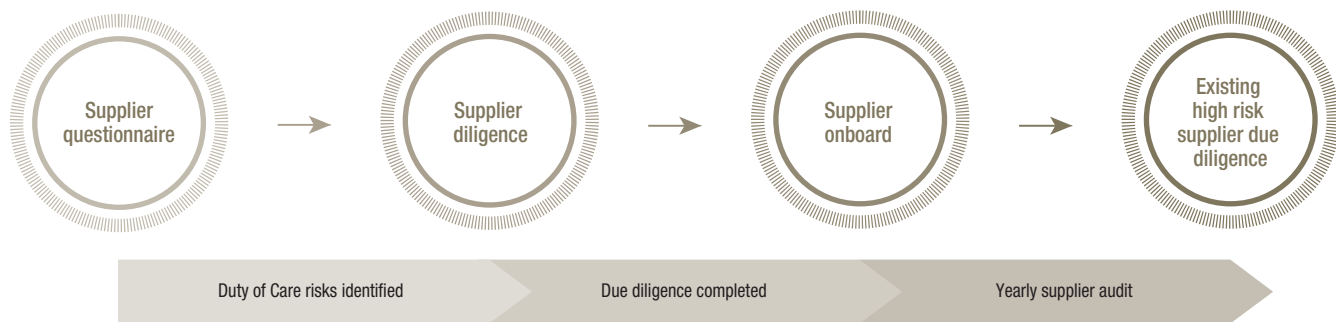 Supplier
questionnaire
Supplier
diligence
Supplier
onboard
Existing
high risk
supplier due
diligence
Duty of Care risks identified
Due diligence completed
Yearly supplier audit